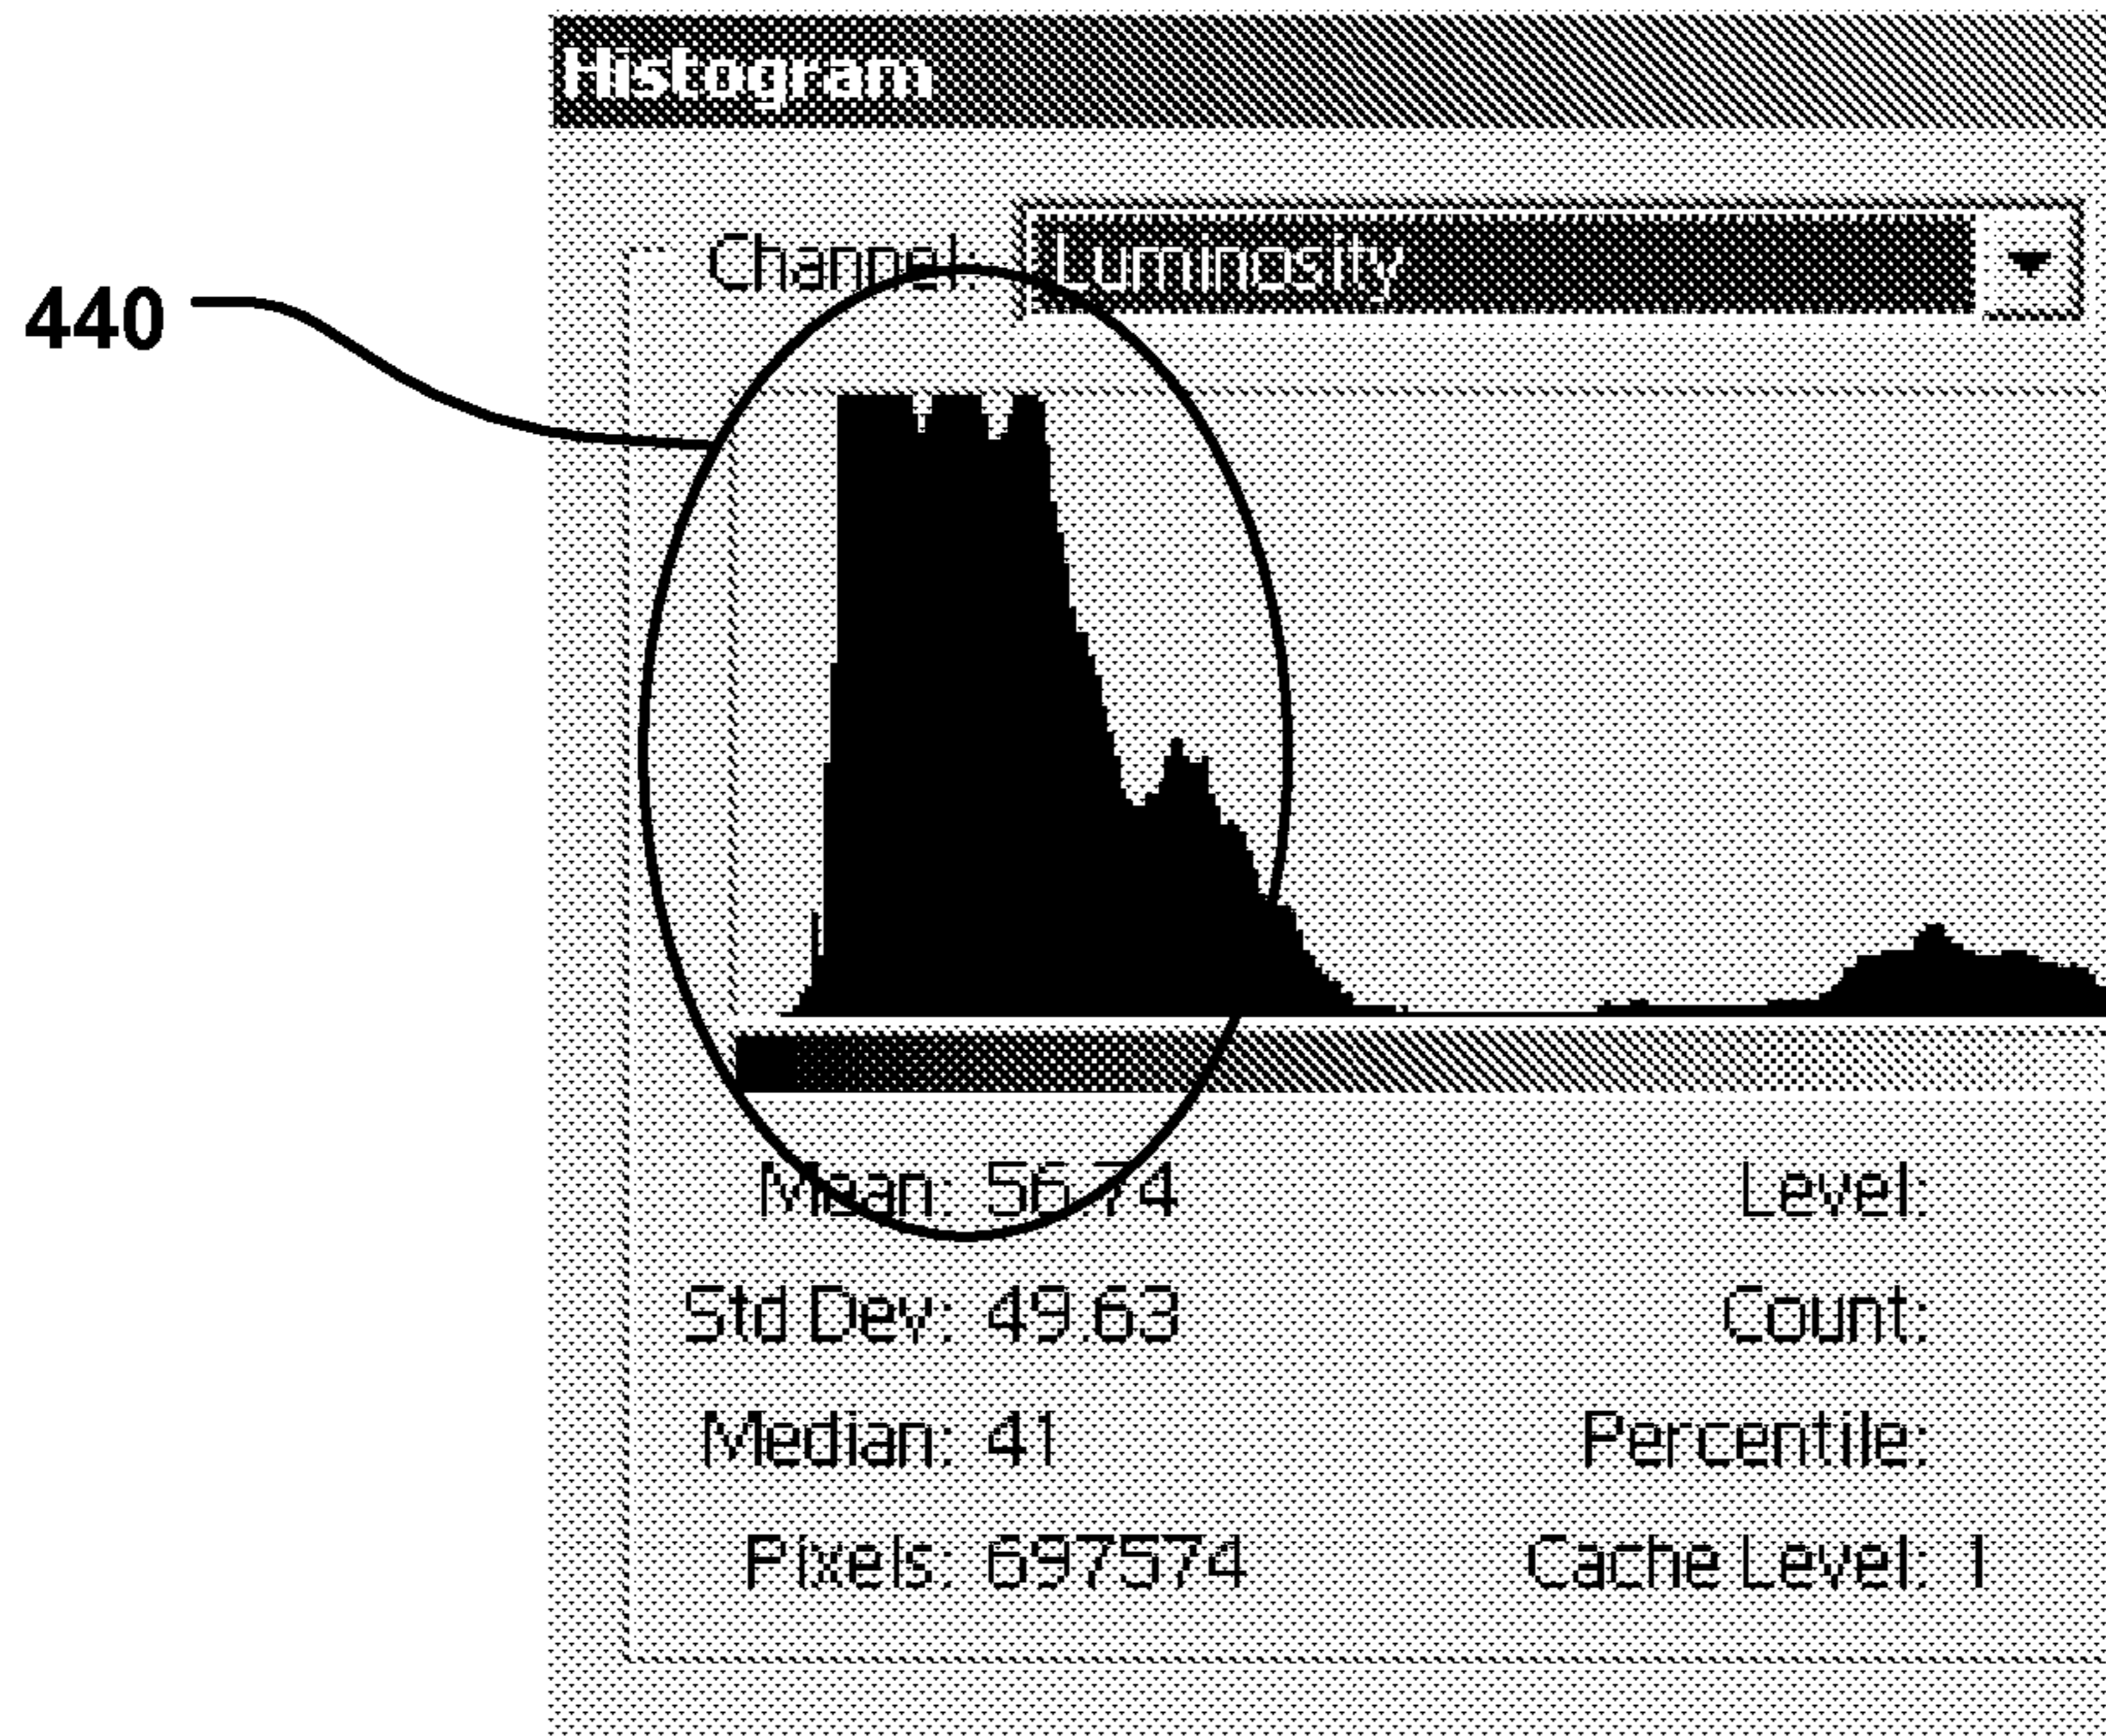 Histogram
Channel: Luminosity
440
Mean: 56.74
Level:
Std Dev: 49.63
Count:
Median: 41
Percentile:
Pixels: 697574
Cache Level: 1